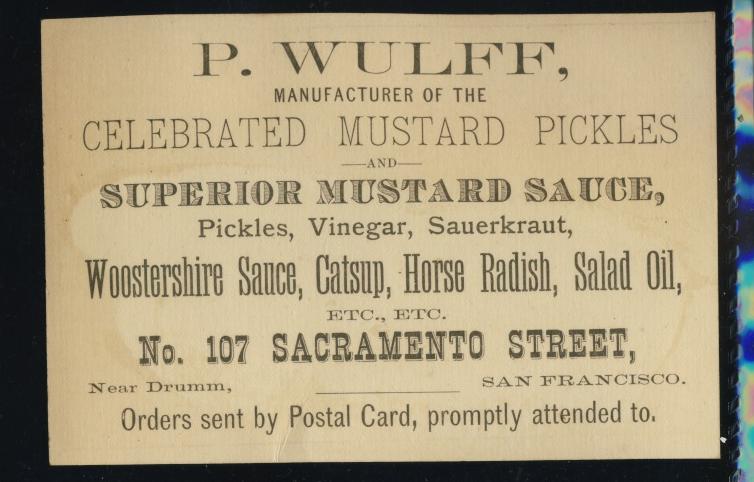 P. WULFF,
MANUFACTURER OF THE
CELEBRATED MUSTARD PICKLES
—AND—
SUPERIOR MUSTARD SAUCE,
Pickles, Vinegar, Sauerkraut,
Woostershire Sauce, Catsup, Horse Radish, Salad Oil,
ETC., ETC.
No. 107 SACRAMENTO STREET,
Near Drumm, SAN FRANCISCO.
Orders sent by Postal Card, promptly attended to.